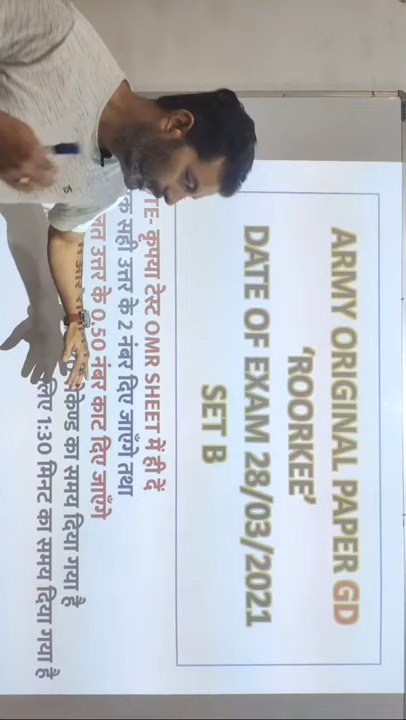 ARMY ORIGINAL PAPER GD
'ROORKEE'
DATE OF EXAM 28/03/2021
SET B
TE- कृपया टेस्ट OMR SHEET में ही दें
सही उत्तर के 2 नंबर दिए जाएँगे तथा
उत्तर के 0.50 नंबर काट दिए जाएँगे
का समय दिया गया है
लिए 1:30 मिनट का समय दिया गया है